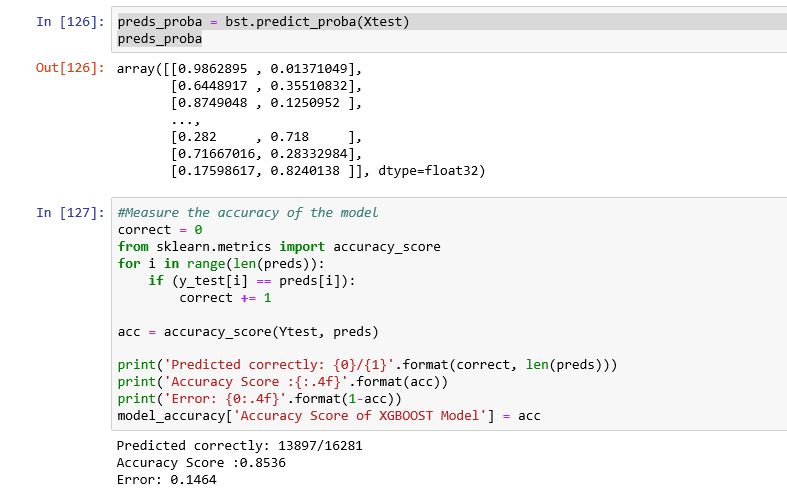 In [126]: preds_proba = bst.predict_proba(Xtest)
preds_proba
Out[126]: array([[0.9862895 , 0.01371049],
[0.6448917 , 0.35510832],
[0.8749048 , 0.1250952 ],
...,
[0.282     , 0.718     ],
[0.71667016, 0.28332984],
[0.17598617, 0.8240138 ]], dtype=float32)
In [127]: #Measure the accuracy of the model
correct = 0
from sklearn.metrics import accuracy_score
for i in range(len(preds)):
    if (y_test[i] == preds[i]):
        correct += 1
acc = accuracy_score(Ytest, preds)
print('Predicted correctly: {0}/{1}'.format(correct, len(preds)))
print('Accuracy Score :{:.4f}'.format(acc))
print('Error: {0:.4f}'.format(1-acc))
model_accuracy['Accuracy Score of XGBOOST Model'] = acc
Predicted correctly: 13897/16281
Accuracy Score :0.8536
Error: 0.1464